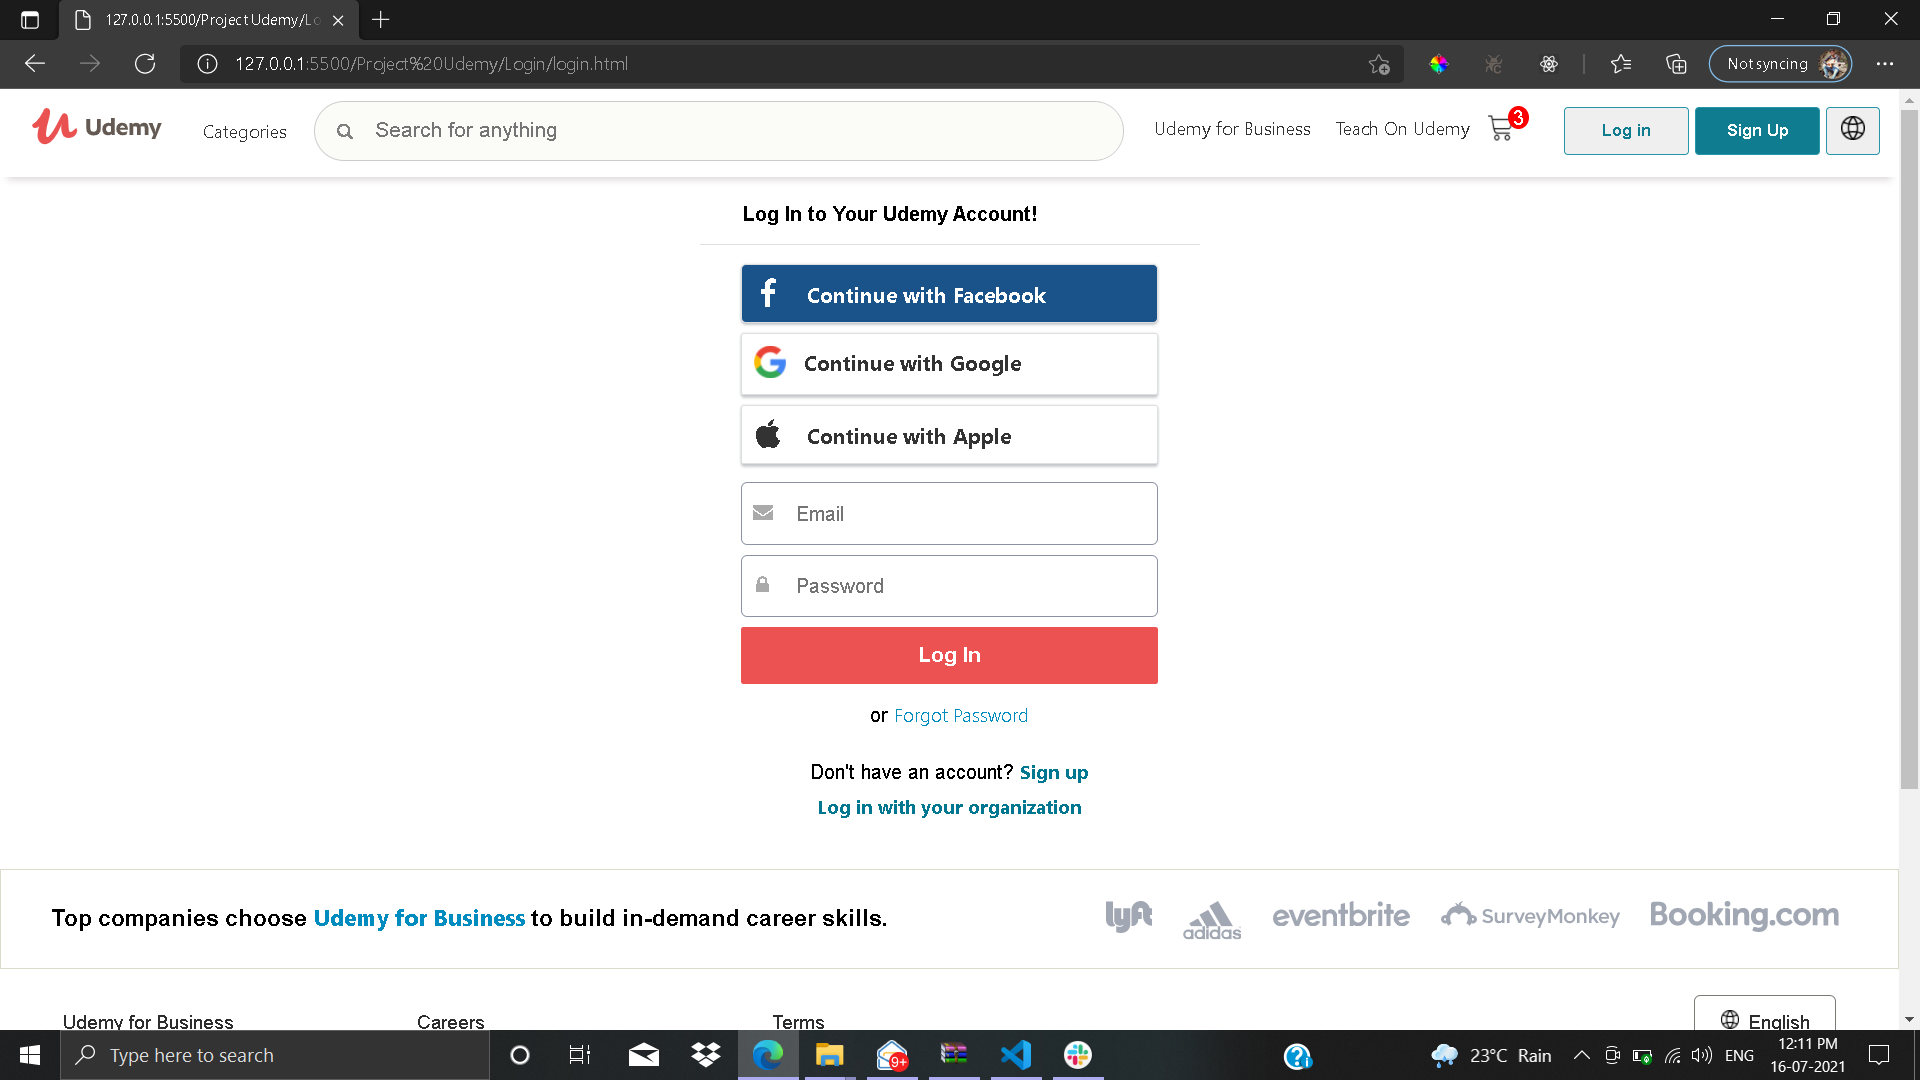 127.0.0.1:5500/Project Udemy/Lo
127.0.0.1:5500/Project%20Udemy/Login/login.html
Not syncing
Udemy
Categories
Search for anything
Udemy for Business
Teach On Udemy
3
Log in
Sign Up
Log In to Your Udemy Account!
Continue with Facebook
Continue with Google
Continue with Apple
Email
Password
Log In
or Forgot Password
Don't have an account? Sign up
Log in with your organization
Top companies choose Udemy for Business to build in-demand career skills.
lyft
adidas
eventbrite
SurveyMonkey
Booking.com
Udemy for Business
Careers
Terms
English
Type here to search
9+
23°C Rain
ENG
12:11 PM
16-07-2021